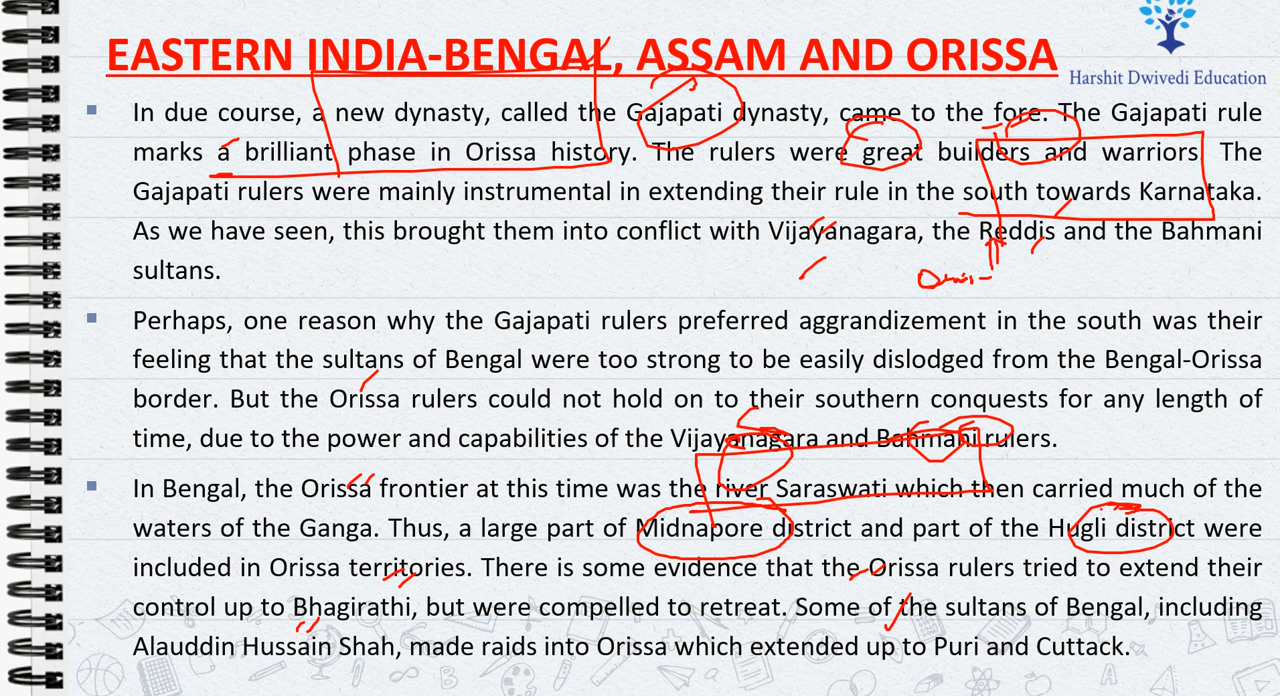 EASTERN INDIA-BENGAL, ASSAM AND ORISSA
Harshit Dwivedi Education
▪ In due course, a new dynasty, called the Gajapati dynasty, came to the fore. The Gajapati rule
marks a brilliant phase in Orissa history. The rulers were great builders and warriors. The
Gajapati rulers were mainly instrumental in extending their rule in the south towards Karnataka.
As we have seen, this brought them into conflict with Vijayanagara, the Reddis and the Bahmani
sultans.
▪ Perhaps, one reason why the Gajapati rulers preferred aggrandizement in the south was their
feeling that the sultans of Bengal were too strong to be easily dislodged from the Bengal-Orissa
border. But the Orissa rulers could not hold on to their southern conquests for any length of
time, due to the power and capabilities of the Vijayanagara and Bahmani rulers.
▪ In Bengal, the Orissa frontier at this time was the river Saraswati which then carried much of the
waters of the Ganga. Thus, a large part of Midnapore district and part of the Hugli district were
included in Orissa territories. There is some evidence that the Orissa rulers tried to extend their
control up to Bhagirathi, but were compelled to retreat. Some of the sultans of Bengal, including
Alauddin Hussain Shah, made raids into Orissa which extended up to Puri and Cuttack.